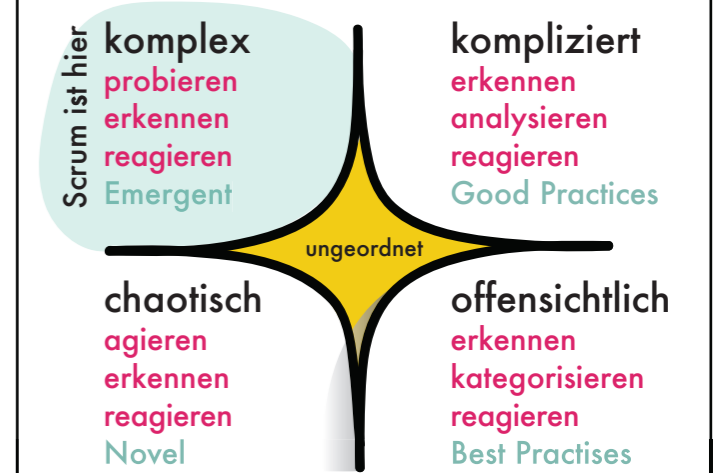 Scrum ist hier
komplex
probieren
erkennen
reagieren
Emergent
kompliziert
erkennen
analysieren
reagieren
Good Practices
ungeordnet
chaotisch
agieren
erkennen
reagieren
Novel
offensichtlich
erkennen
kategorisieren
reagieren
Best Practises